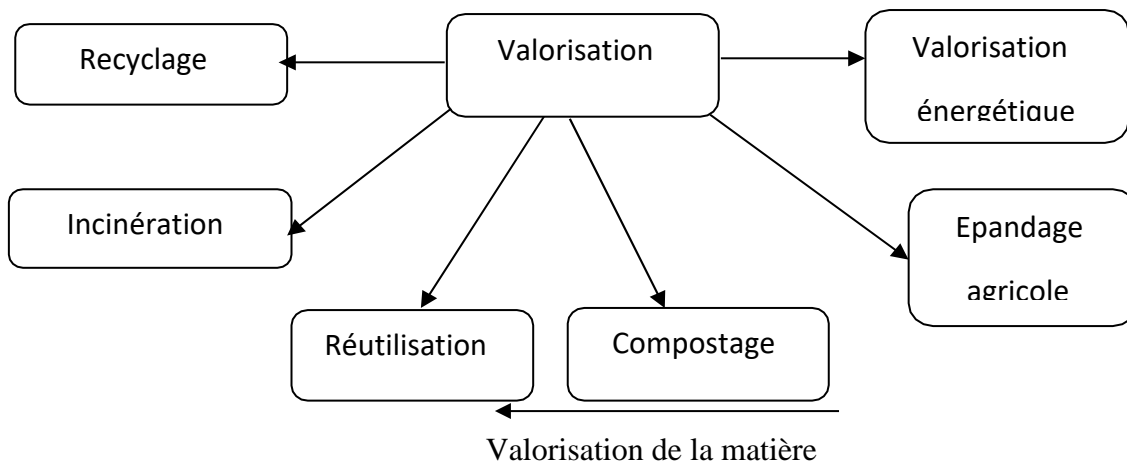 Recyclage
Valorisation
Valorisation
énergétique
Incinération
Epandage
agricole
Réutilisation
Compostage
Valorisation de la matière